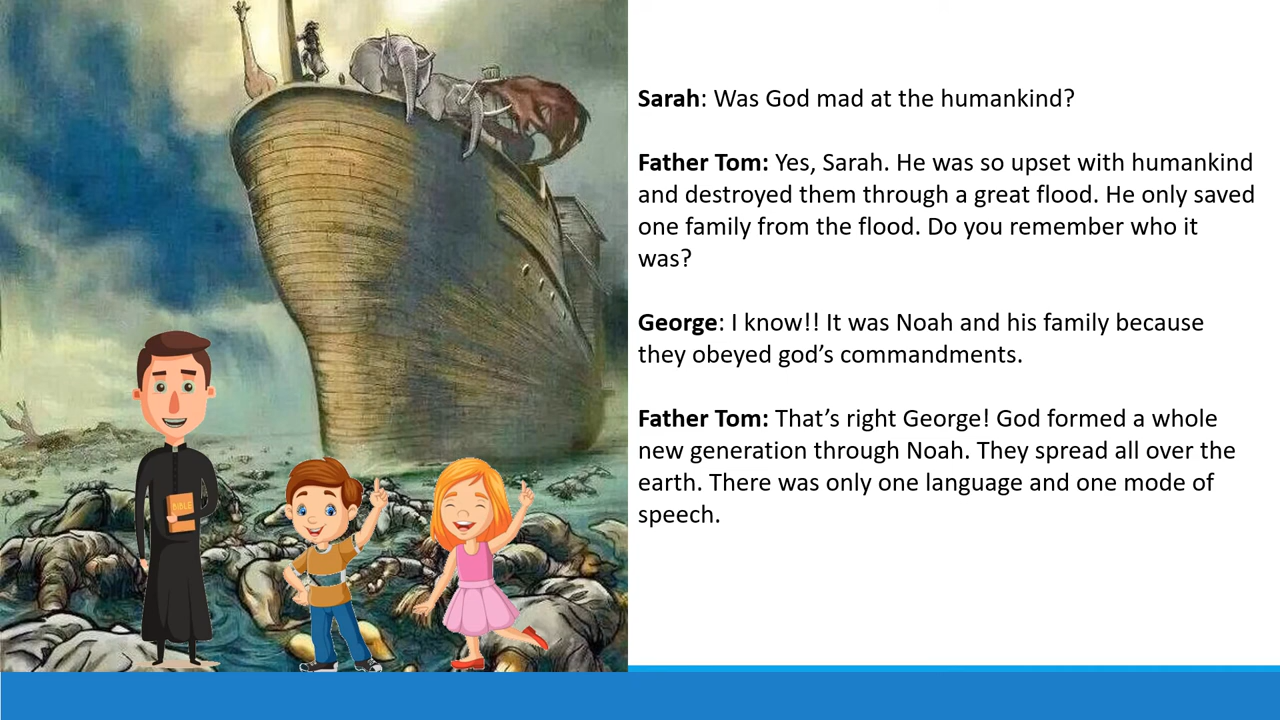 Sarah: Was God mad at the humankind?
Father Tom: Yes, Sarah. He was so upset with humankind
and destroyed them through a great flood. He only saved
one family from the flood. Do you remember who it
was?
George: I know!! It was Noah and his family because
they obeyed god’s commandments.
Father Tom: That’s right George! God formed a whole
new generation through Noah. They spread all over the
earth. There was only one language and one mode of
speech.
BIBLE